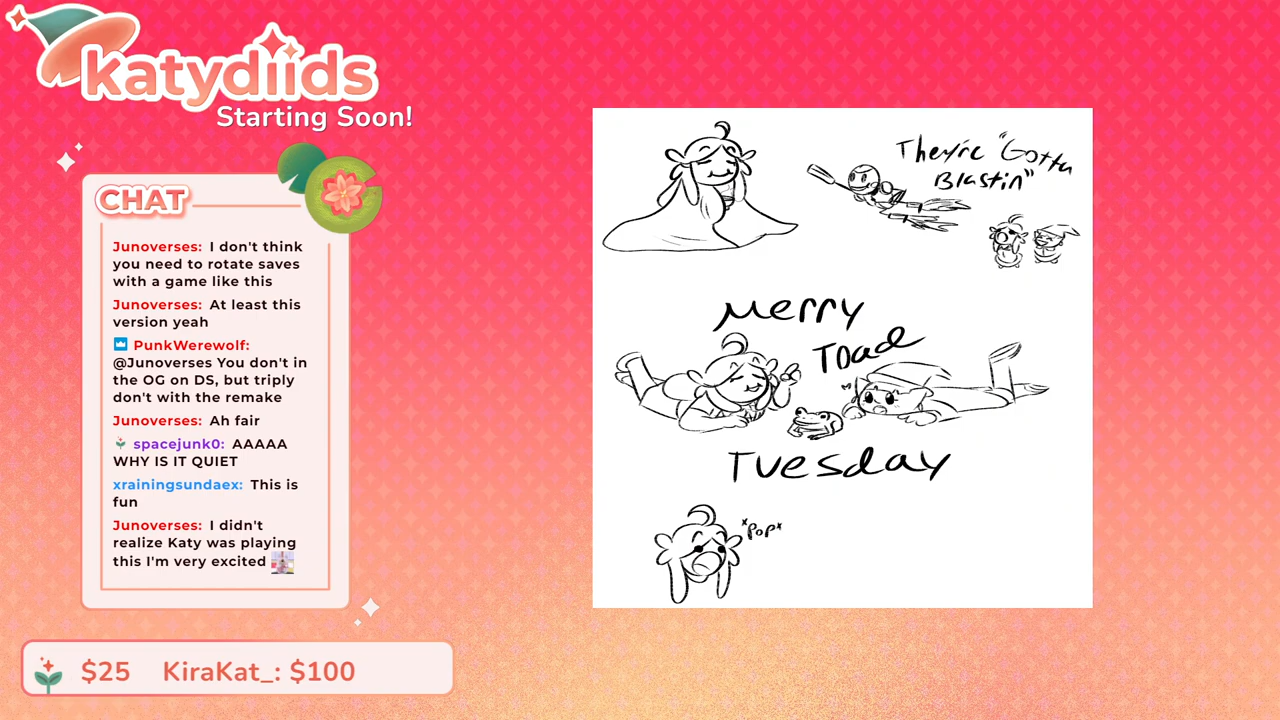 Katydiids
Starting Soon!
CHAT
Junoverses: I don't think
you need to rotate saves
with a game like this
Junoverses: At least this
version yeah
PunkWerewolf:
@Junoverses You don't in
the OG on DS, but triply
don't with the remake
Junoverses: Ah fair
spacejunk0: AAAAA
WHY IS IT QUIET
xrainingsundaex: This is
fun
Junoverses: I didn't
realize Katy was playing
this I'm very excited
$25 KiraKat_: $100
They're "Gotta
Blastin"
Merry
Toad
Tuesday
*Pop*